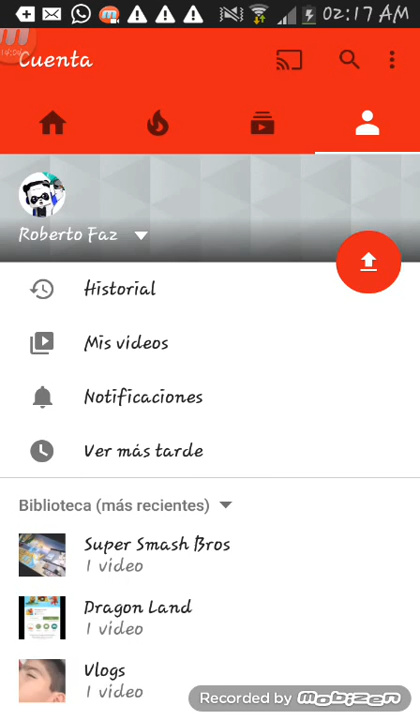 02:17 AM
Cuenta
Roberto Faz
Historial
Mis videos
Notificaciones
Ver más tarde
Biblioteca (más recientes)
Super Smash Bros
1 video
Dragon Land
1 video
Vlogs
1 video
Recorded by mobizen